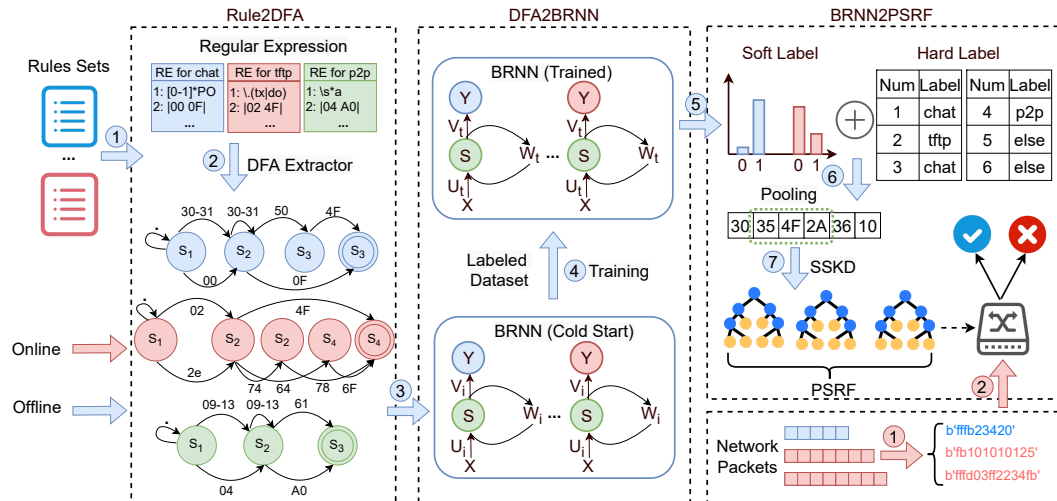 Rule2DFA
DFA2BRNN
BRNN2PSRF
Rules Sets
...
1
Regular Expression
RE for chat
1: [0-1]*PO
2: |00 0F|
...
RE for tftp
1: \.(tx|do)
2: |02 4F|
...
RE for p2p
1: \s*a
2: |04 A0|
...
2
DFA Extractor
.
30-31
30-31
50
4F
S1
S2
S3
S3
00
0F
.
02
4F
S1
S2
S2
S4
S4
2e
74
64
78
6F
.
09-13
09-13
61
S1
S2
S3
04
A0
Online
Offline
3
BRNN (Trained)
Y
Y
Vt
Vt
S
Wt
...
S
Wt
Ut
Ut
X
X
Labeled
Dataset
4
Training
BRNN (Cold Start)
Y
Y
Vi
Vi
S
Wi
...
S
Wi
Ui
Ui
X
X
5
Soft Label
0
1
0
1
Hard Label
Num Label
1 chat
2 tftp
3 chat
Num Label
4 p2p
5 else
6 else
6
Pooling
30 35 4F 2A 36 10
7
SSKD
PSRF
2
Network
Packets
1
b'fffb23420'
b'fb101010125'
b'fffd03ff2234fb'